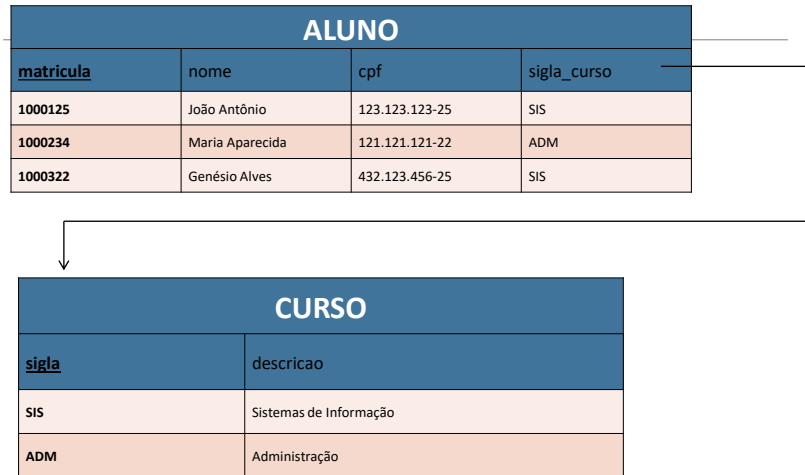 ALUNO
matricula nome cpf sigla_curso
1000125 João Antônio 123.123.123-25 SIS
1000234 Maria Aparecida 121.121.121-22 ADM
1000322 Genésio Alves 432.123.456-25 SIS
CURSO
sigla descricao
SIS Sistemas de Informação
ADM Administração